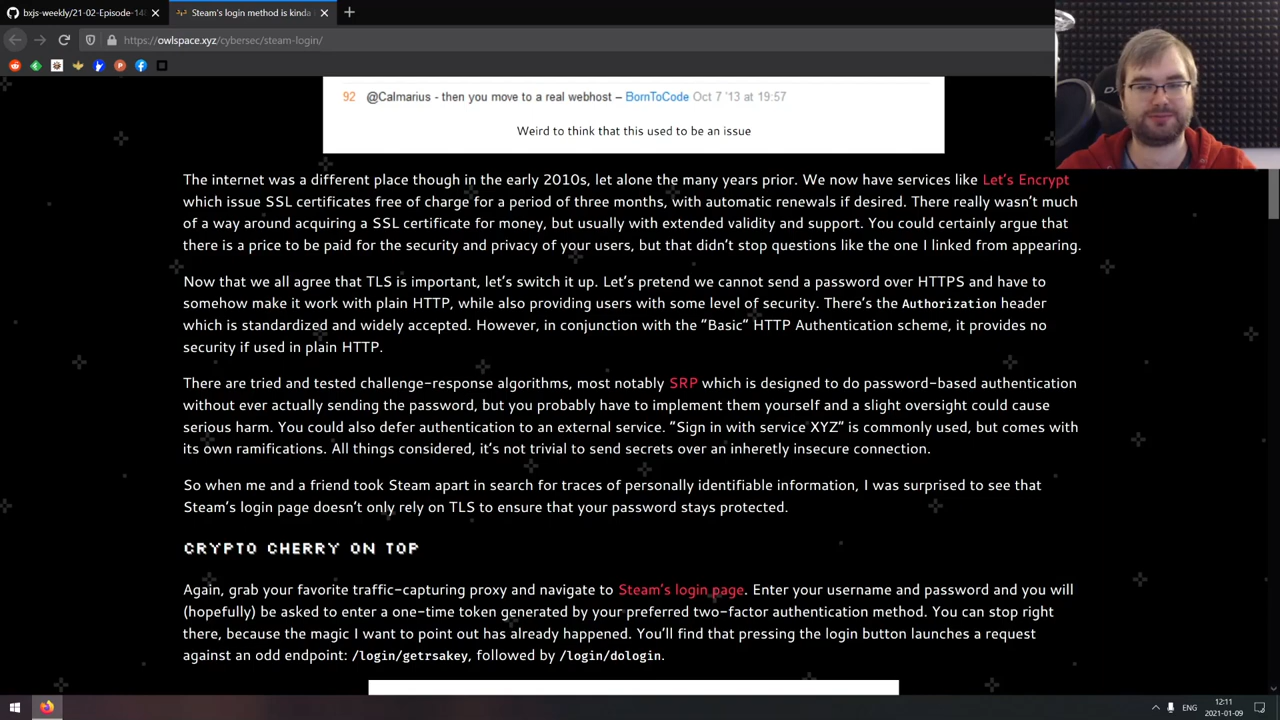 bxjs-weekly/21-02-Episode-14
Steam's login method is kinda
https://owlspace.xyz/cybersec/steam-login/
92 @Calmarius - then you move to a real webhost – BornToCode Oct 7 '13 at 19:57
Weird to think that this used to be an issue
The internet was a different place though in the early 2010s, let alone the many years prior. We now have services like Let's Encrypt
which issue SSL certificates free of charge for a period of three months, with automatic renewals if desired. There really wasn't much
of a way around acquiring a SSL certificate for money, but usually with extended validity and support. You could certainly argue that
there is a price to be paid for the security and privacy of your users, but that didn't stop questions like the one I linked from appearing.
Now that we all agree that TLS is important, let's switch it up. Let's pretend we cannot send a password over HTTPS and have to
somehow make it work with plain HTTP, while also providing users with some level of security. There's the Authorization header
which is standardized and widely accepted. However, in conjunction with the "Basic" HTTP Authentication scheme, it provides no
security if used in plain HTTP.
There are tried and tested challenge-response algorithms, most notably SRP which is designed to do password-based authentication
without ever actually sending the password, but you probably have to implement them yourself and a slight oversight could cause
serious harm. You could also defer authentication to an external service. "Sign in with service XYZ" is commonly used, but comes with
its own ramifications. All things considered, it's not trivial to send secrets over an inheretly insecure connection.
So when me and a friend took Steam apart in search for traces of personally identifiable information, I was surprised to see that
Steam's login page doesn't only rely on TLS to ensure that your password stays protected.
CRYPTO CHERRY ON TOP
Again, grab your favorite traffic-capturing proxy and navigate to Steam's login page. Enter your username and password and you will
(hopefully) be asked to enter a one-time token generated by your preferred two-factor authentication method. You can stop right
there, because the magic I want to point out has already happened. You'll find that pressing the login button launches a request
against an odd endpoint: /login/getrsakey, followed by /login/dologin.
ENG
12:11
2021-01-09